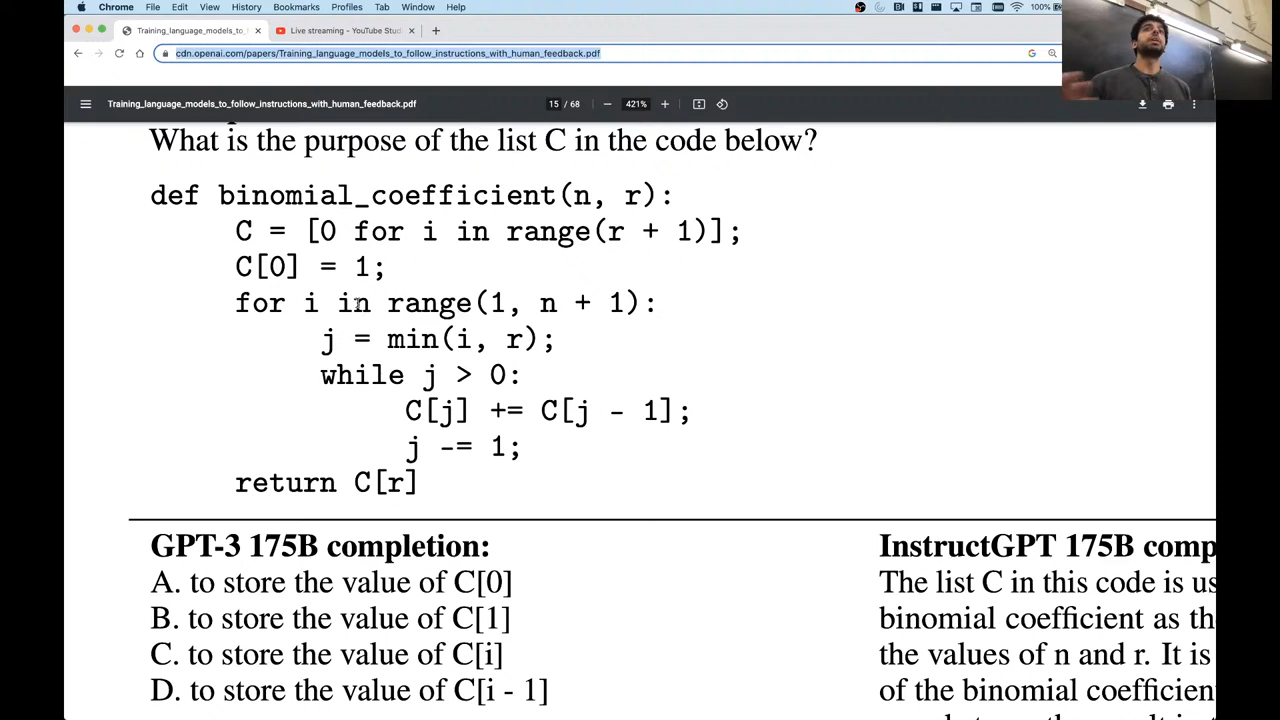 Chrome File Edit View History Bookmarks Profiles Tab Window Help 100%
Training_language_models_to_ × Live streaming - YouTube Stud ×
cdn.openai.com/papers/Training_language_models_to_follow_instructions_with_human_feedback.pdf
Training_language_models_to_follow_instructions_with_human_feedback.pdf 15 / 68 — 421% +
What is the purpose of the list C in the code below?
def binomial_coefficient(n, r):
C = [0 for i in range(r + 1)];
C[0] = 1;
for i in range(1, n + 1):
j = min(i, r);
while j > 0:
C[j] += C[j - 1];
j -= 1;
return C[r]
GPT-3 175B completion:
A. to store the value of C[0]
B. to store the value of C[1]
C. to store the value of C[i]
D. to store the value of C[i - 1]
InstructGPT 175B comp
The list C in this code is us
binomial coefficient as th
the values of n and r. It is
of the binomial coefficien